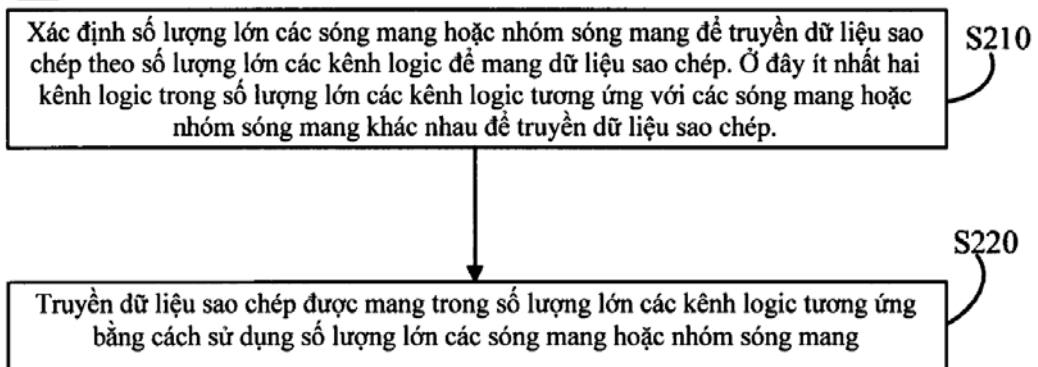 Xác định số lượng lớn các sóng mang hoặc nhóm sóng mang để truyền dữ liệu sao
chép theo số lượng lớn các kênh logic để mang dữ liệu sao chép. Ở đây ít nhất hai
kênh logic trong số lượng lớn các kênh logic tương ứng với các sóng mang hoặc
nhóm sóng mang khác nhau để truyền dữ liệu sao chép.
S210
S220
Truyền dữ liệu sao chép được mang trong số lượng lớn các kênh logic tương ứng
bằng cách sử dụng số lượng lớn các sóng mang hoặc nhóm sóng mang